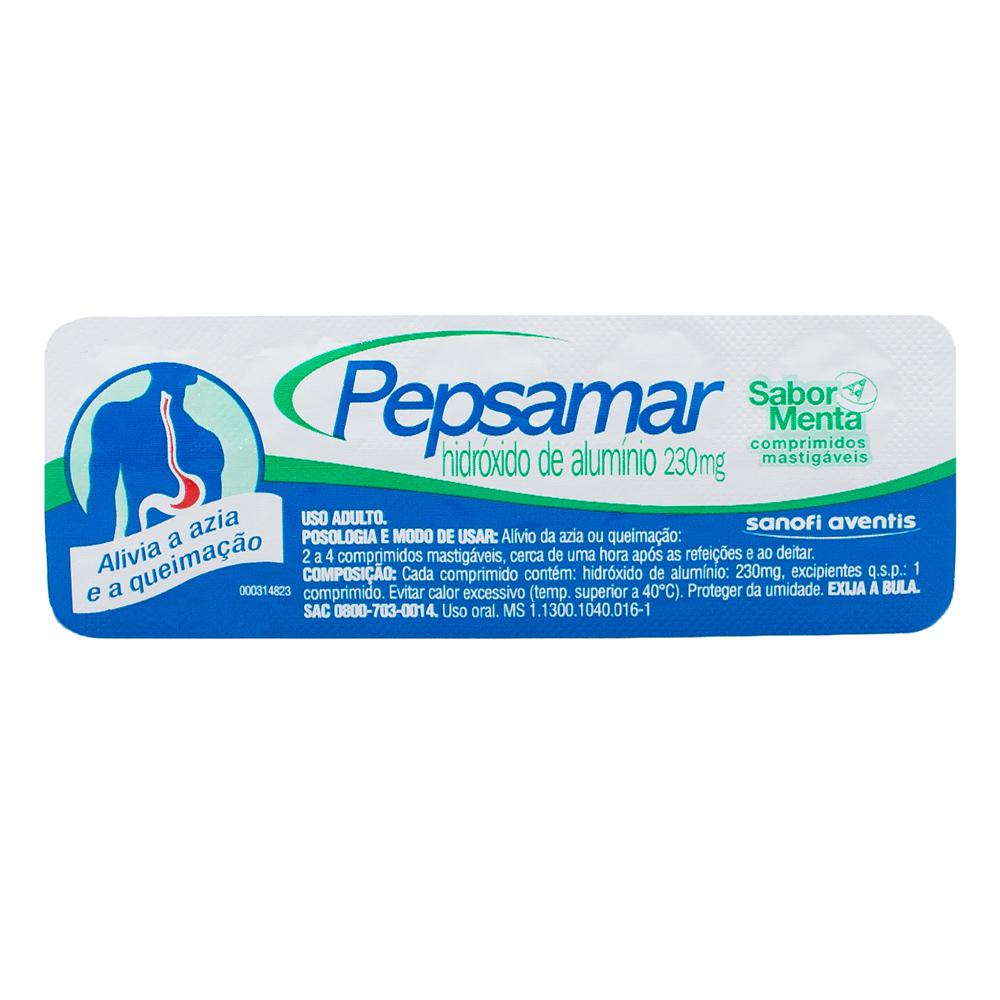 Pepsamar
hidróxido de alumínio 230mg
Sabor
Menta
comprimidos
mastigáveis
sanofi aventis
Alivia a azia
e a queimação
000314823
USO ADULTO.
POSOLOGIA E MODO DE USAR: Alívio da azia ou queimação:
2 a 4 comprimidos mastigáveis, cerca de uma hora após as refeições e ao deitar.
COMPOSIÇÃO: Cada comprimido contém: hidróxido de alumínio: 230mg, excipientes q.s.p.: 1
comprimido. Evitar calor excessivo (temp. superior a 40°C). Proteger da umidade. EXIJA A BULA.
SAC 0800-703-0014. Uso oral. MS 1.1300.1040.016-1